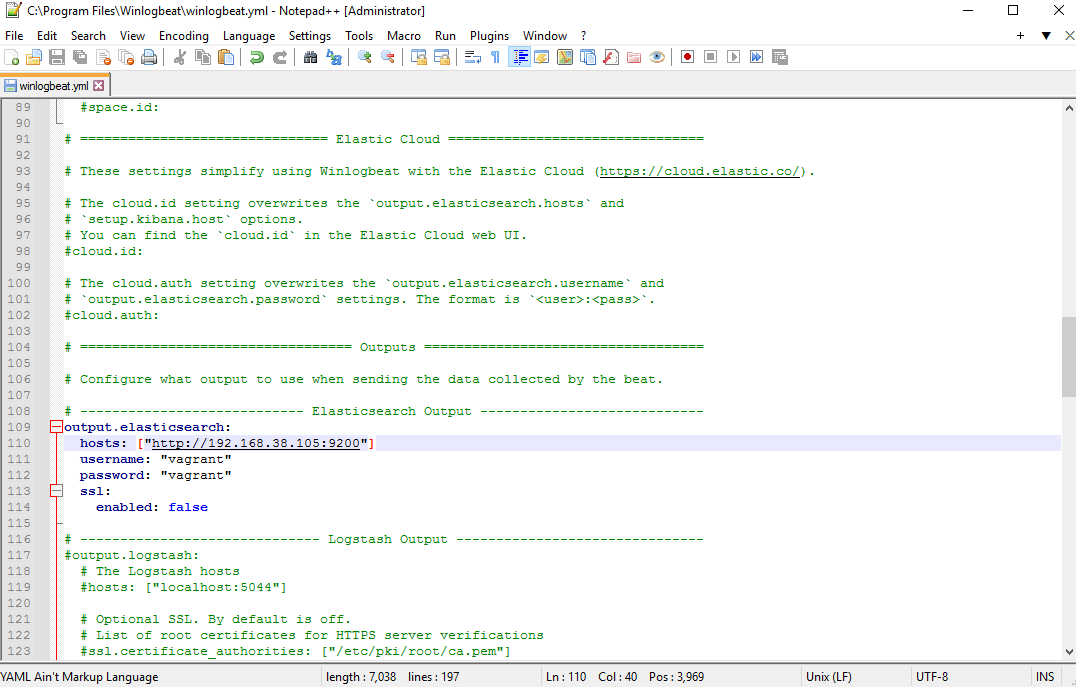 C:\Program Files\Winlogbeat\winlogbeat.yml - Notepad++ [Administrator]
File Edit Search View Encoding Language Settings Tools Macro Run Plugins Window ?
winlogbeat.yml
89 #space.id:
90
91 # =============================== Elastic Cloud ================================
92
93 # These settings simplify using Winlogbeat with the Elastic Cloud (https://cloud.elastic.co/).
94
95 # The cloud.id setting overwrites the `output.elasticsearch.hosts` and
96 # `setup.kibana.host` options.
97 # You can find the `cloud.id` in the Elastic Cloud web UI.
98 #cloud.id:
99
100 # The cloud.auth setting overwrites the `output.elasticsearch.username` and
101 # `output.elasticsearch.password` settings. The format is `<user>:<pass>`.
102 #cloud.auth:
103
104 # ================================== Outputs ===================================
105
106 # Configure what output to use when sending the data collected by the beat.
107
108 # ---------------------------- Elasticsearch Output ----------------------------
109 output.elasticsearch:
110 hosts: ["http://192.168.38.105:9200"]
111 username: "vagrant"
112 password: "vagrant"
113 ssl:
114 enabled: false
115
116 # ------------------------------ Logstash Output -------------------------------
117 #output.logstash:
118 # The Logstash hosts
119 #hosts: ["localhost:5044"]
120
121 # Optional SSL. By default is off.
122 # List of root certificates for HTTPS server verifications
123 #ssl.certificate_authorities: ["/etc/pki/root/ca.pem"]
YAML Ain't Markup Language length : 7,038 lines : 197 Ln : 110 Col : 40 Pos : 3,969 Unix (LF) UTF-8 INS